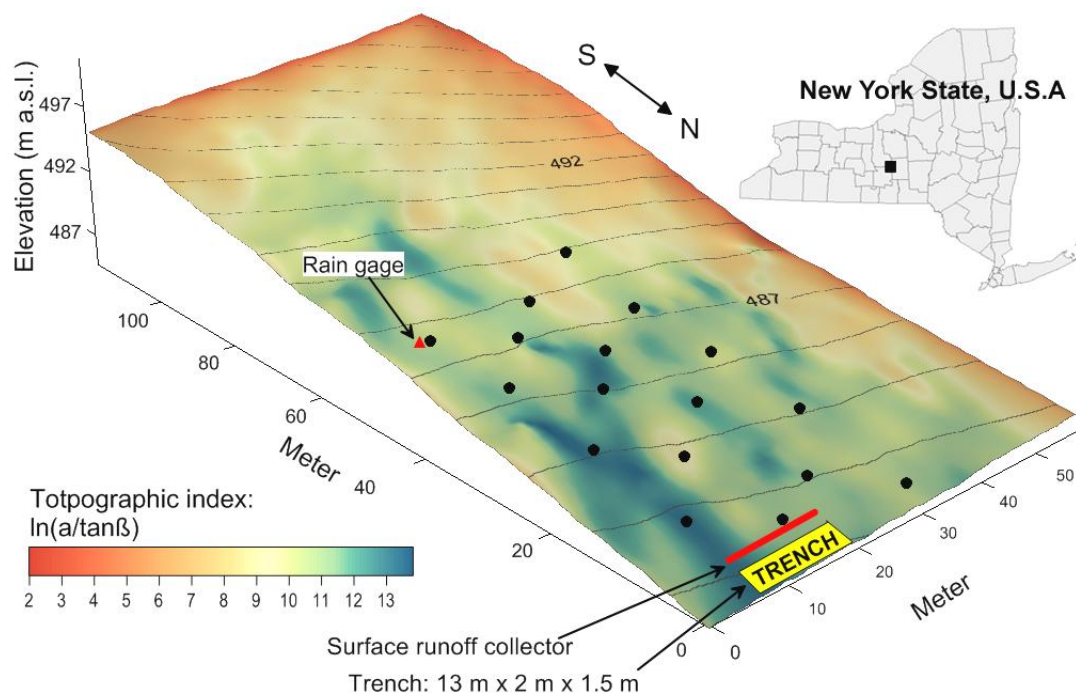 S
N
New York State, U.S.A
Elevation (m a.s.l.)
497
492
487
492
487
Rain gage
100
80
60
40
20
0
Meter
0
10
20
30
40
50
Meter
TRENCH
Totpographic index:
ln(a/tanß)
2 3 4 5 6 7 8 9 10 11 12 13
Surface runoff collector
Trench: 13 m x 2 m x 1.5 m